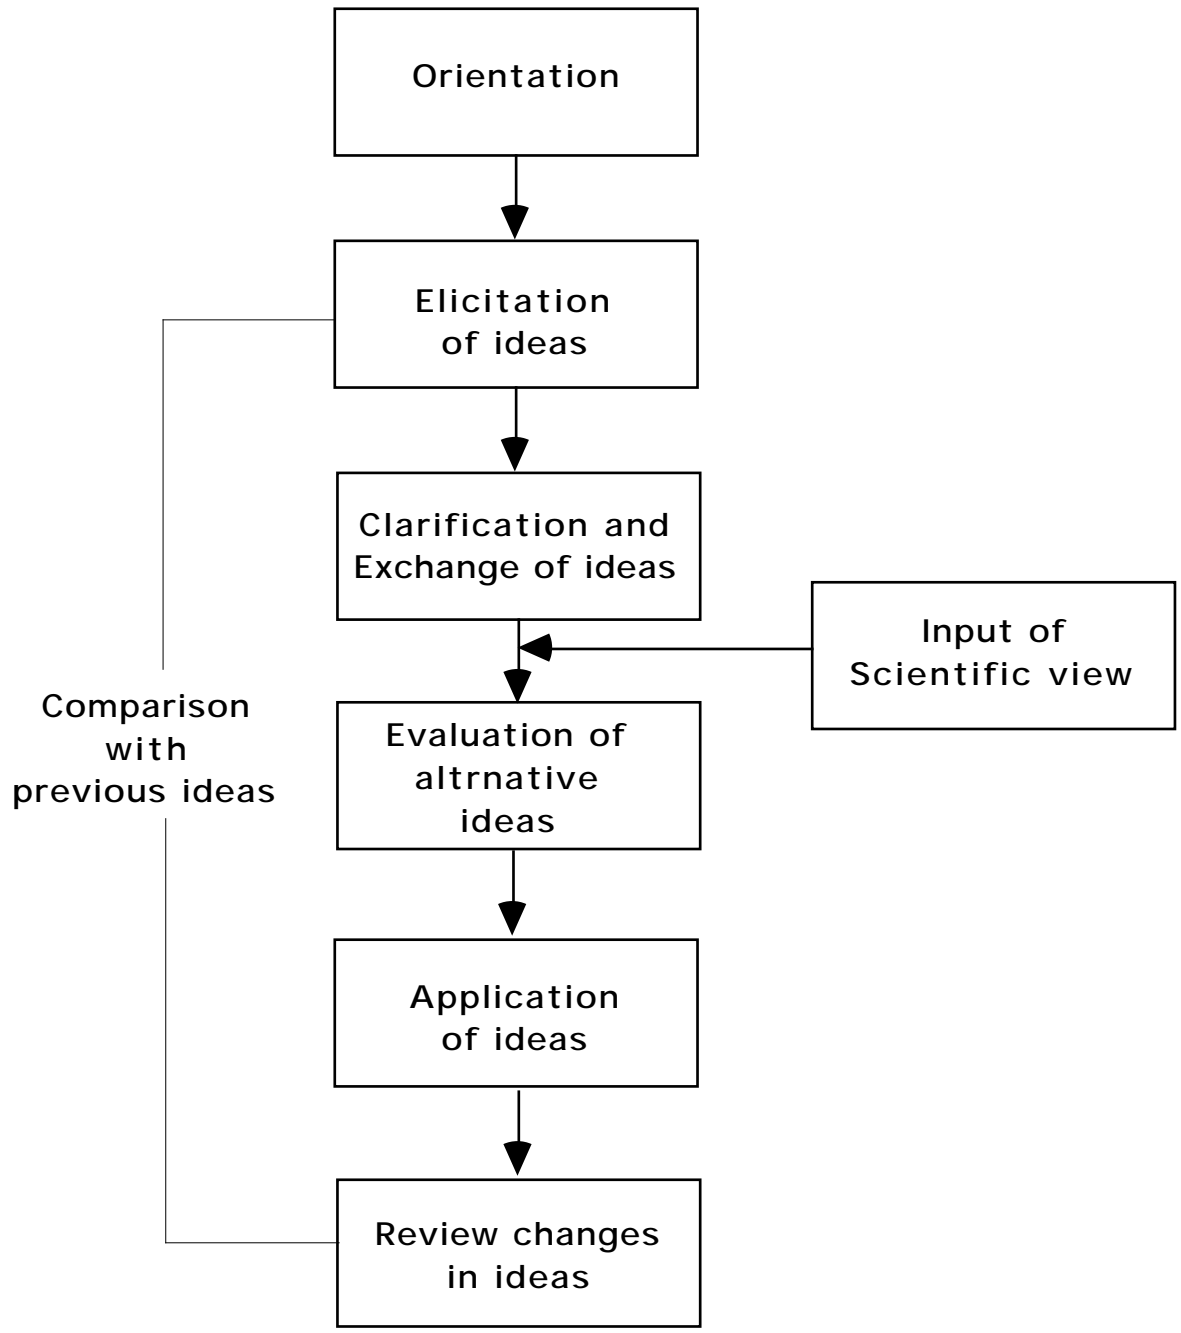 Orientation
Elicitation
of ideas
Clarification and
Exchange of ideas
Input of
Scientific view
Comparison
with
previous ideas
Evaluation of
altrnative
ideas
Application
of ideas
Review changes
in ideas